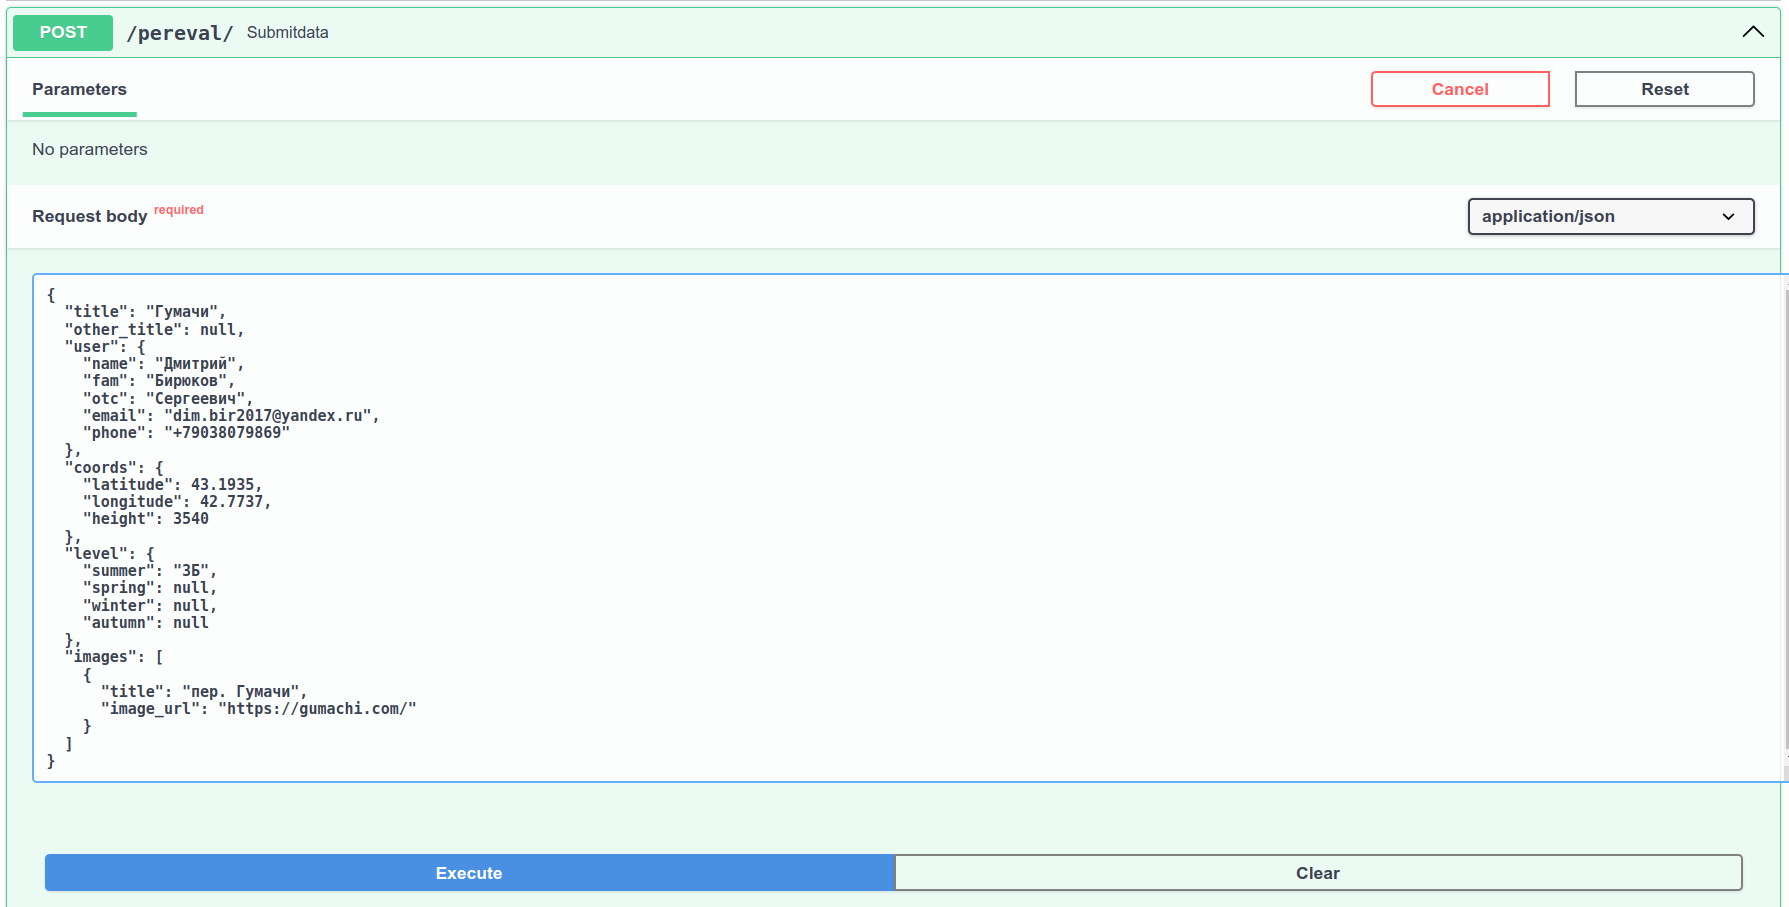 POST /pereval/ Submitdata
Parameters
Cancel
Reset
No parameters
Request body required
application/json
{
  "title": "Гумачи",
  "other_title": null,
  "user": {
    "name": "Дмитрий",
    "fam": "Бирюков",
    "otc": "Сергеевич",
    "email": "dim.bir2017@yandex.ru",
    "phone": "+79038079869"
  },
  "coords": {
    "latitude": 43.1935,
    "longitude": 42.7737,
    "height": 3540
  },
  "level": {
    "summer": "3Б",
    "spring": null,
    "winter": null,
    "autumn": null
  },
  "images": [
    {
      "title": "пер. Гумачи",
      "image_url": "https://gumachi.com/"
    }
  ]
}
Execute
Clear